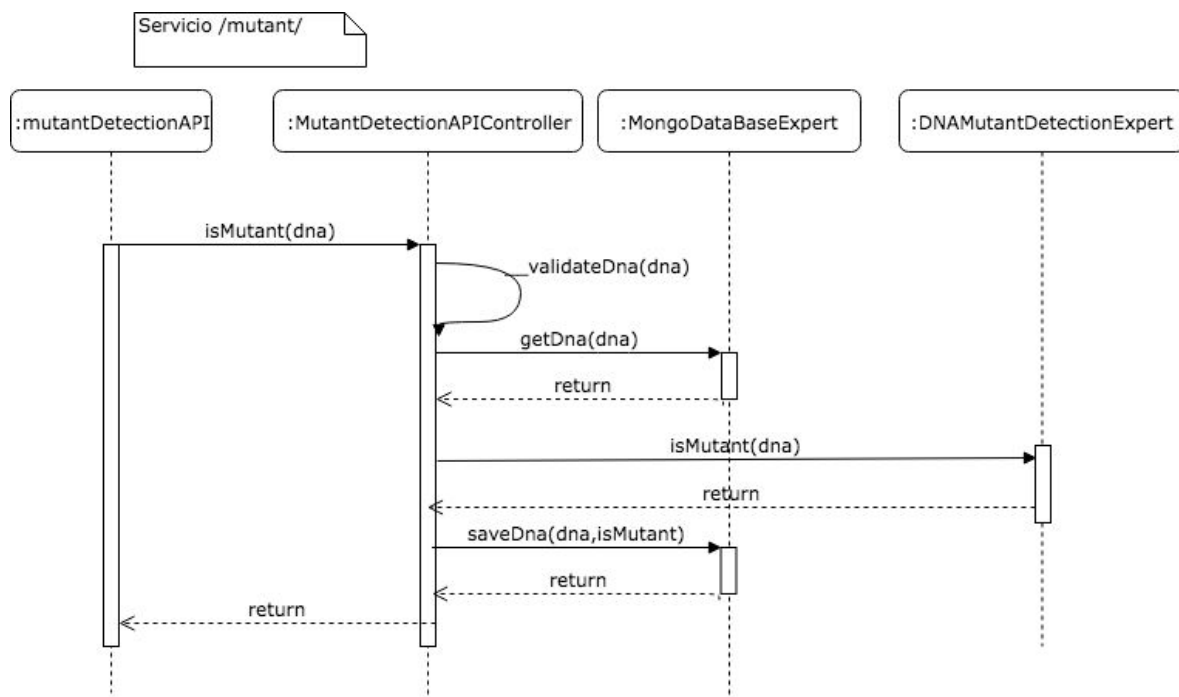 Servicio /mutant/
:mutantDetectionAPI
:MutantDetectionAPIController
:MongoDataBaseExpert
:DNAMutantDetectionExpert
isMutant(dna)
validateDna(dna)
getDna(dna)
return
isMutant(dna)
return
saveDna(dna,isMutant)
return
return